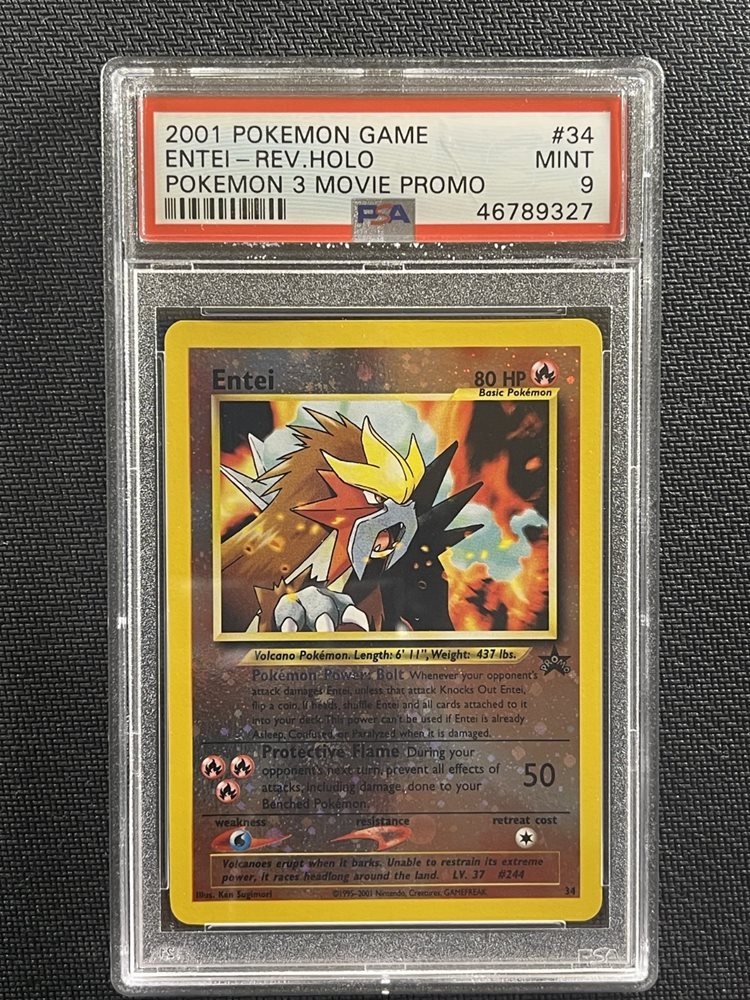 2001 POKEMON GAME #34
ENTEI - REV.HOLO MINT
POKEMON 3 MOVIE PROMO 9
PSA 46789327
Entei 80 HP
Basic Pokémon
Volcano Pokémon. Length: 6' 11", Weight: 437 lbs.
PROMO
Pokémon Power: Bolt Whenever your opponent's
attack damages Entei, unless that attack Knocks Out Entei,
flip a coin. If heads, shuffle Entei and all cards attached to it
into your deck. This power can't be used if Entei is already
Asleep, Confused, or Paralyzed when it is damaged.
Protective Flame During your
opponent's next turn, prevent all effects of
attacks, including damage, done to your
Benched Pokémon.
50
weakness resistance retreat cost
Volcanoes erupt when it barks. Unable to restrain its extreme
power, it races headlong around the land. LV. 37 #244
Illus. Ken Sugimori ©1995-2001 Nintendo, Creatures, GAMEFREAK. 34
PSA